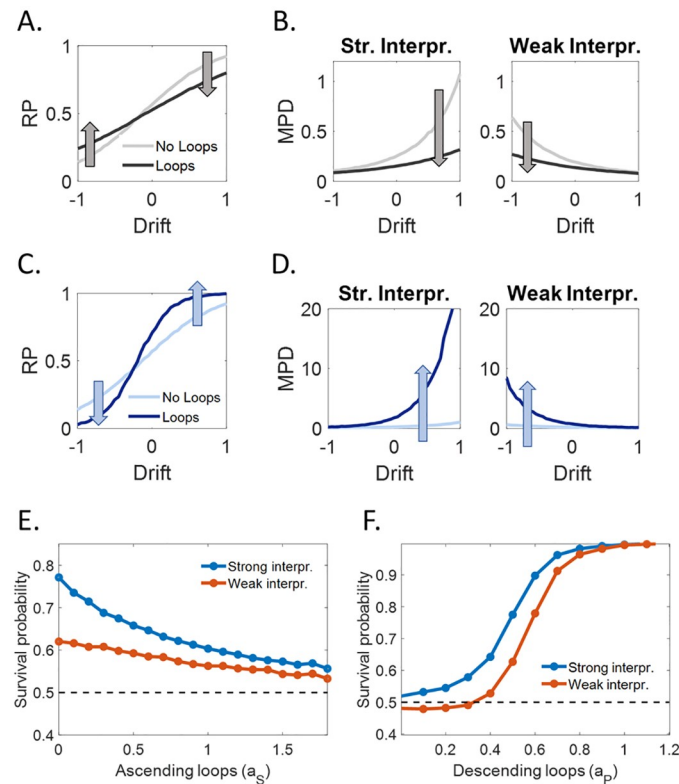 A.
1
0.5
0
RP
No Loops
Loops
-1
0
1
Drift
B.
Str. Interpr.
1
0.5
0
MPD
-1
0
1
Drift
Weak Interpr.
1
0.5
0
-1
0
1
Drift
C.
1
0.5
0
RP
No Loops
Loops
-1
0
1
Drift
D.
Str. Interpr.
20
10
0
MPD
-1
0
1
Drift
Weak Interpr.
20
10
0
-1
0
1
Drift
E.
0.8
0.7
0.6
0.5
0.4
Survival probability
Strong interpr.
Weak interpr.
0
0.5
1
1.5
Ascending loops (aS)
F.
0.9
0.8
0.7
0.6
0.5
0.4
Survival probability
Strong interpr.
Weak interpr.
0.2
0.4
0.6
0.8
1
1.2
Descending loops (aP)